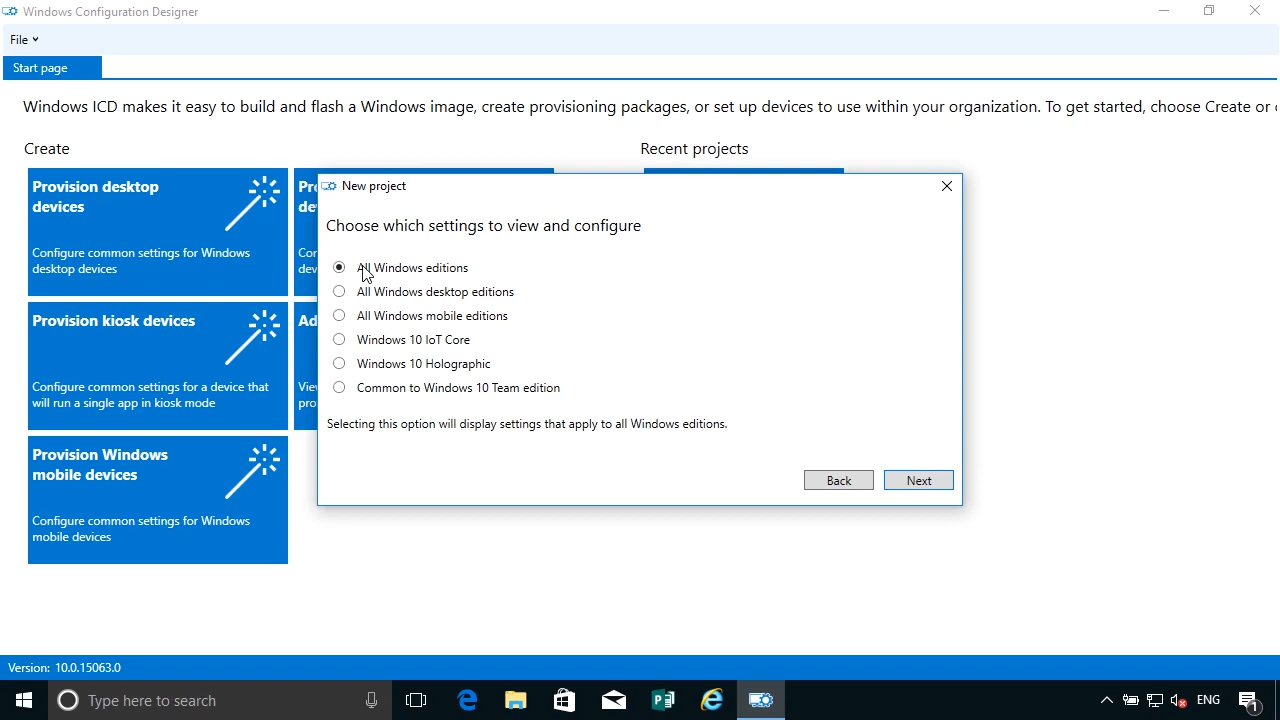 Windows Configuration Designer
File
Start page
Windows ICD makes it easy to build and flash a Windows image, create provisioning packages, or set up devices to use within your organization. To get started, choose Create or
Create
Recent projects
Provision desktop
devices
Configure common settings for Windows
desktop devices
Provision kiosk devices
Configure common settings for a device that
will run a single app in kiosk mode
Provision Windows
mobile devices
Configure common settings for Windows
mobile devices
New project
Choose which settings to view and configure
All Windows editions
All Windows desktop editions
All Windows mobile editions
Windows 10 IoT Core
Windows 10 Holographic
Common to Windows 10 Team edition
Selecting this option will display settings that apply to all Windows editions.
Back
Next
Version: 10.0.15063.0
Type here to search
ENG
1